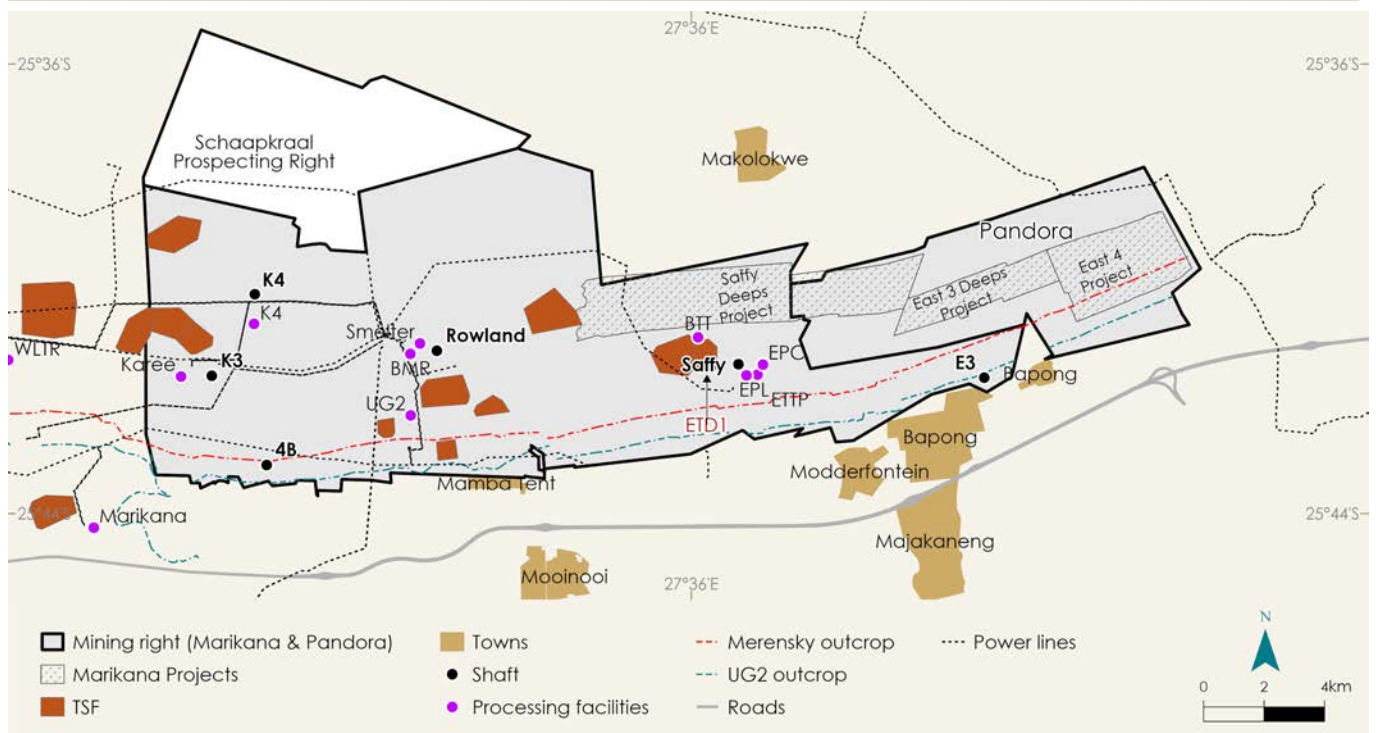 27°36'E
25°36'S
25°36'S
Schaapkraal
Prospecting Right
Makolokwe
Pandora
K4
K4
Saffy
Deeps
Project
East 3 Deeps
Project
East 4
Project
Smelter
Rowland
BTT
WLTR
Karee
K3
BMR
Saffy
EPC
EPL
ETTP
E3
Bapong
UG2
ETD1
4B
Bapong
Modderfontein
Mamba Tent
25°44'S
Marikana
25°44'S
Majakaneng
Mooinooi
27°36'E
Mining right (Marikana & Pandora)
Towns
Merensky outcrop
Power lines
Marikana Projects
Shaft
UG2 outcrop
TSF
Processing facilities
Roads
N
0 2 4km